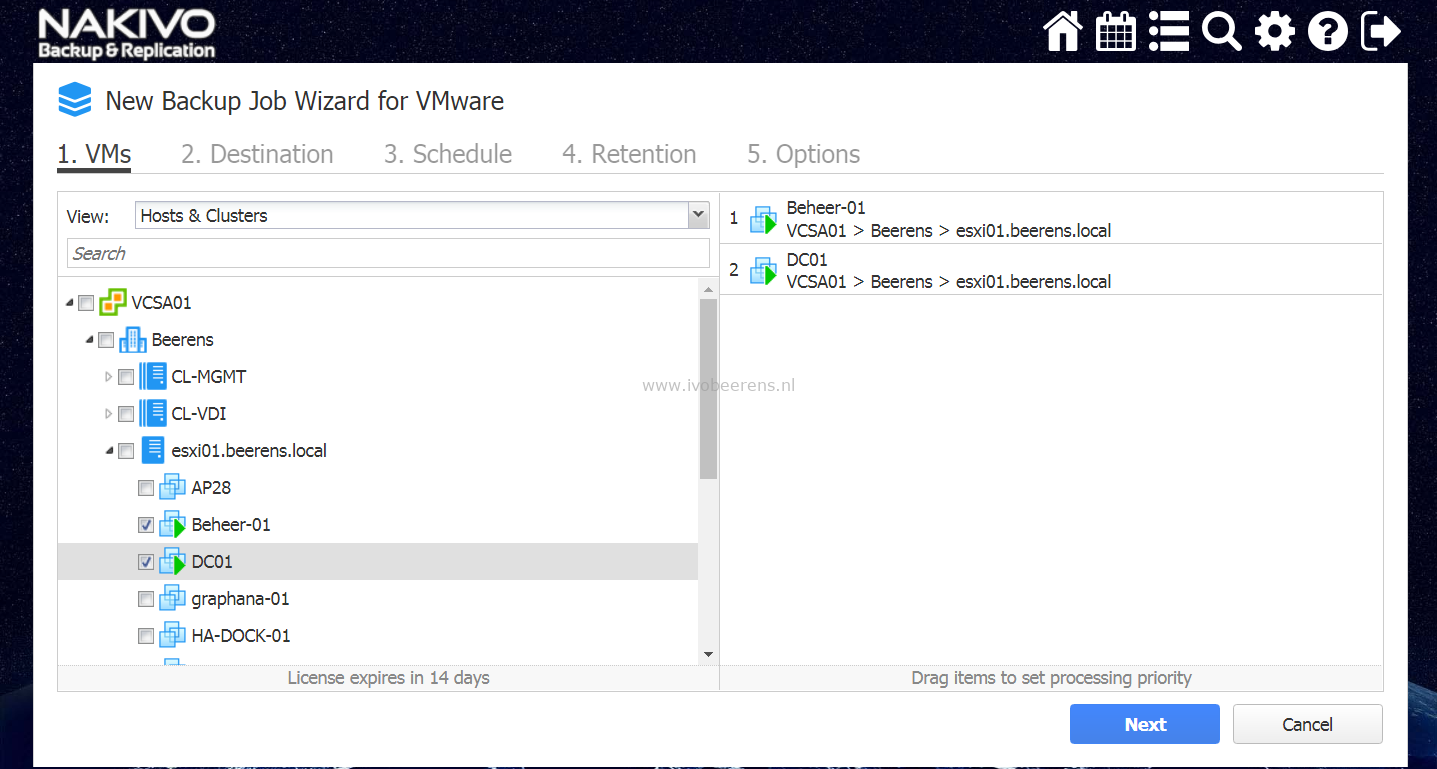 NAKIVO
Backup & Replication
New Backup Job Wizard for VMware
1. VMs 2. Destination 3. Schedule 4. Retention 5. Options
View: Hosts & Clusters
Search
VCSA01
Beerens
CL-MGMT
CL-VDI
esxi01.beerens.local
AP28
Beheer-01
DC01
graphana-01
HA-DOCK-01
License expires in 14 days
1 Beheer-01
VCSA01 > Beerens > esxi01.beerens.local
2 DC01
VCSA01 > Beerens > esxi01.beerens.local
www.ivobeerens.nl
Drag items to set processing priority
Next Cancel